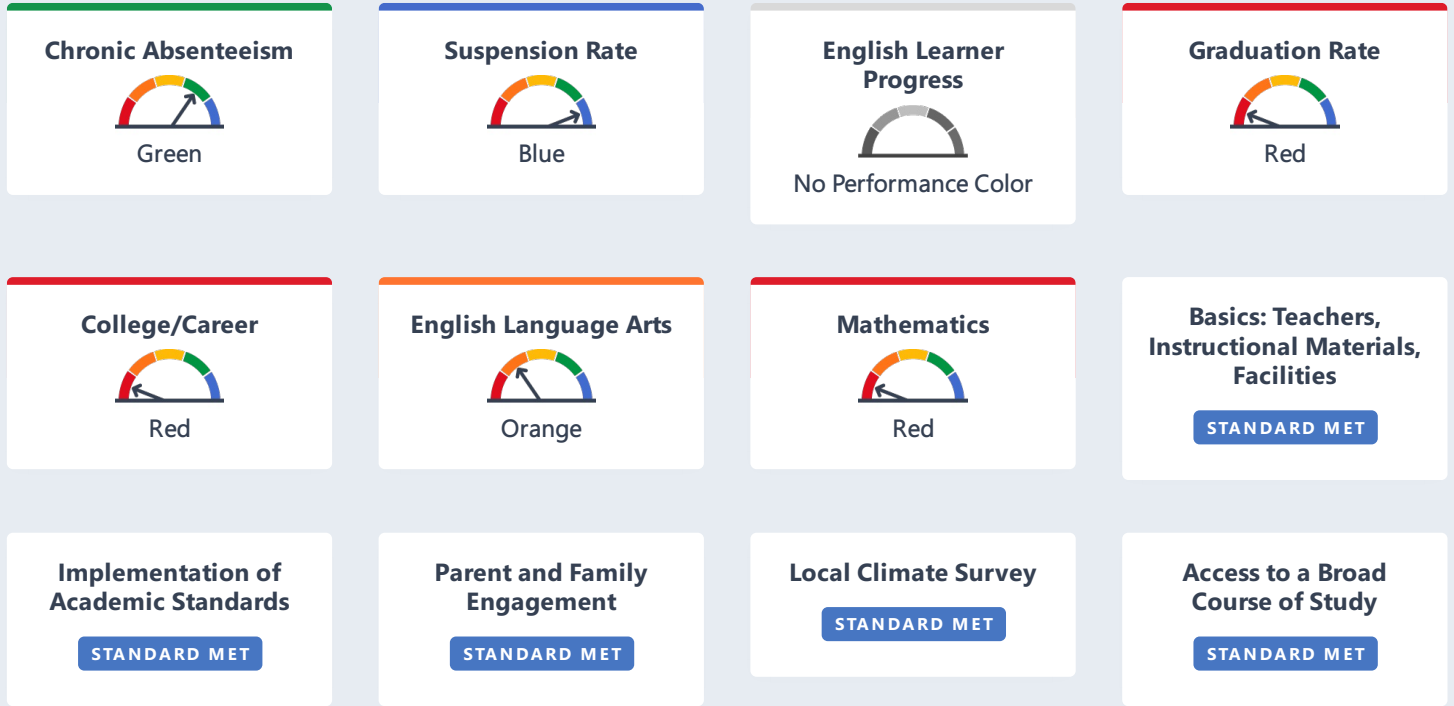 Chronic Absenteeism
Green
Suspension Rate
Blue
English Learner
Progress
No Performance Color
Graduation Rate
Red
College/Career
Red
English Language Arts
Orange
Mathematics
Red
Basics: Teachers,
Instructional Materials,
Facilities
STANDARD MET
Implementation of
Academic Standards
STANDARD MET
Parent and Family
Engagement
STANDARD MET
Local Climate Survey
STANDARD MET
Access to a Broad
Course of Study
STANDARD MET